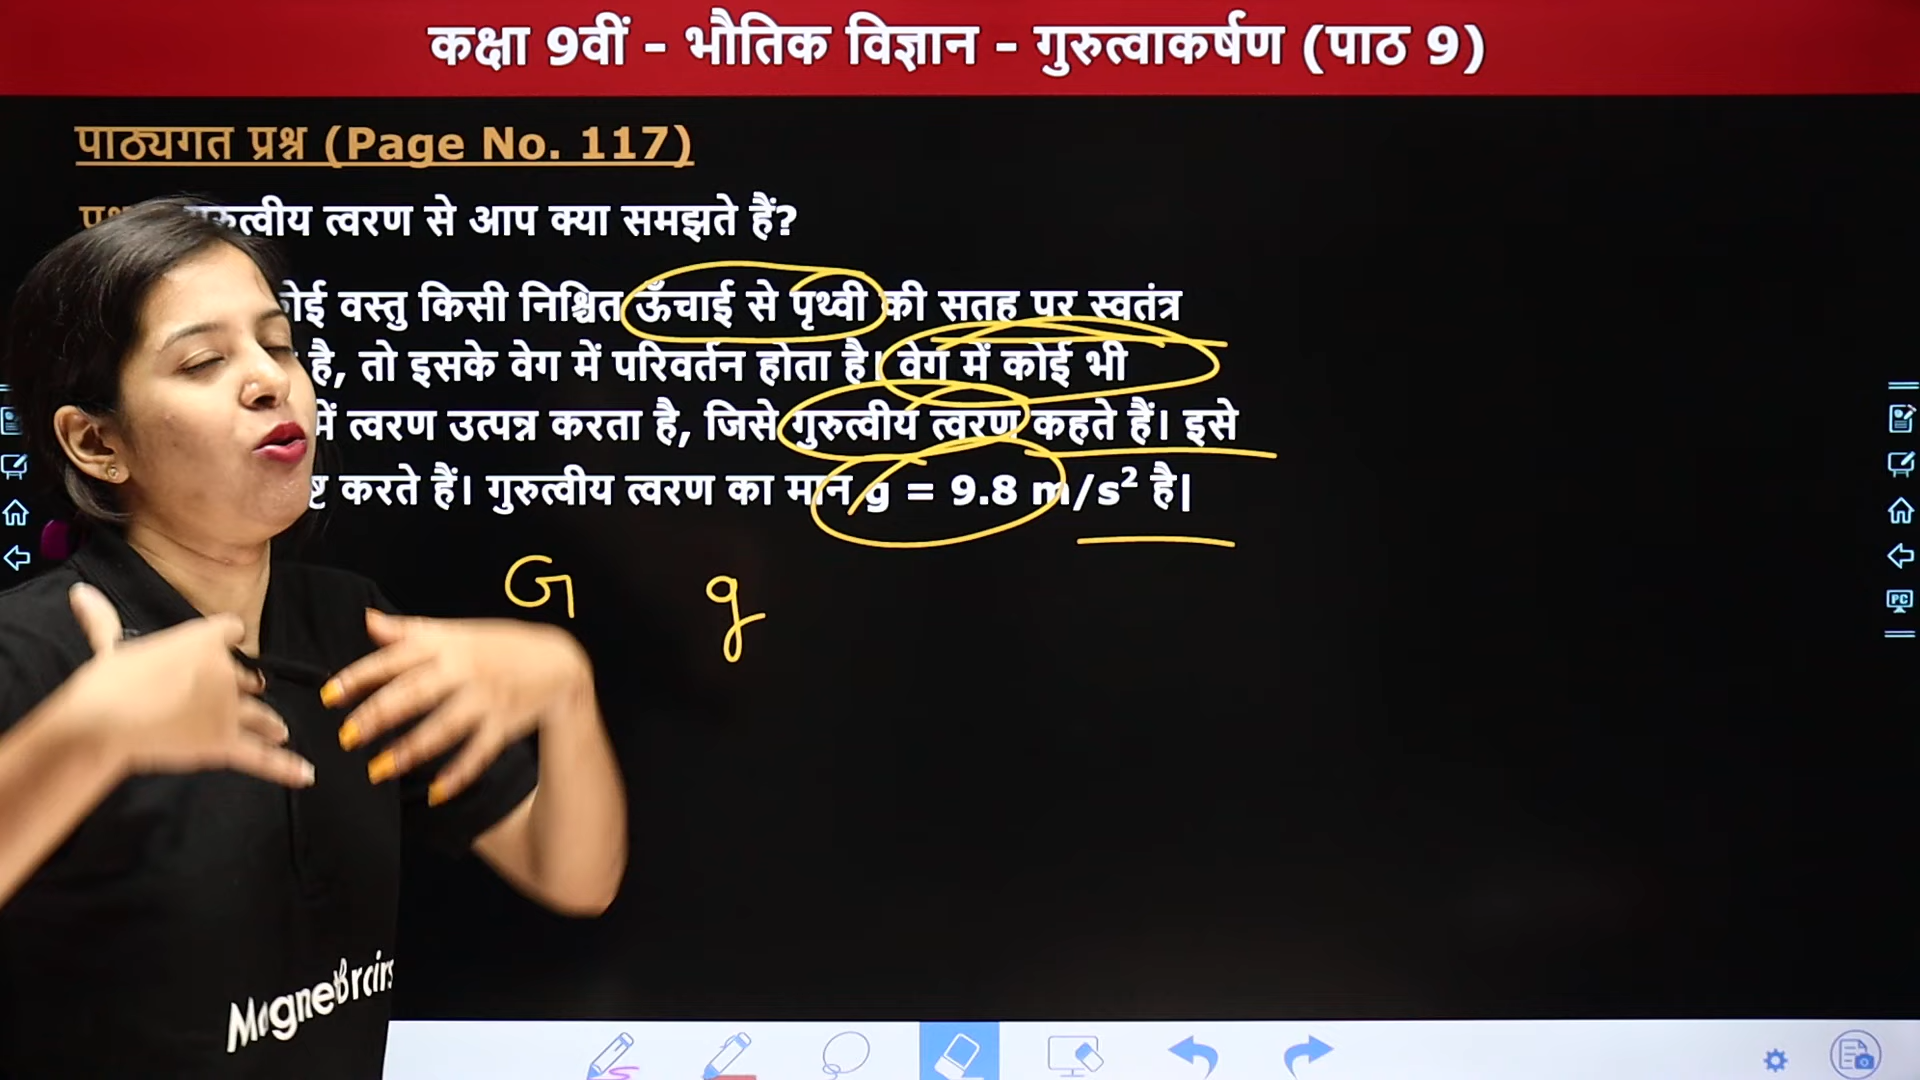 कक्षा 9वीं - भौतिक विज्ञान - गुरुत्वाकर्षण (पाठ 9)
पाठ्यगत प्रश्न (Page No. 117)
त्वरण से आप क्या समझते हैं?
वस्तु किसी निश्चित ऊँचाई से पृथ्वी की सतह पर स्वतंत्र
है, तो इसके वेग में परिवर्तन होता है। वेग में कोई भी
में त्वरण उत्पन्न करता है, जिसे गुरुत्वीय त्वरण कहते हैं। इसे
करते हैं। गुरुत्वीय त्वरण का मान g = 9.8 m/s² है|
G g
MagnetBrains
PC